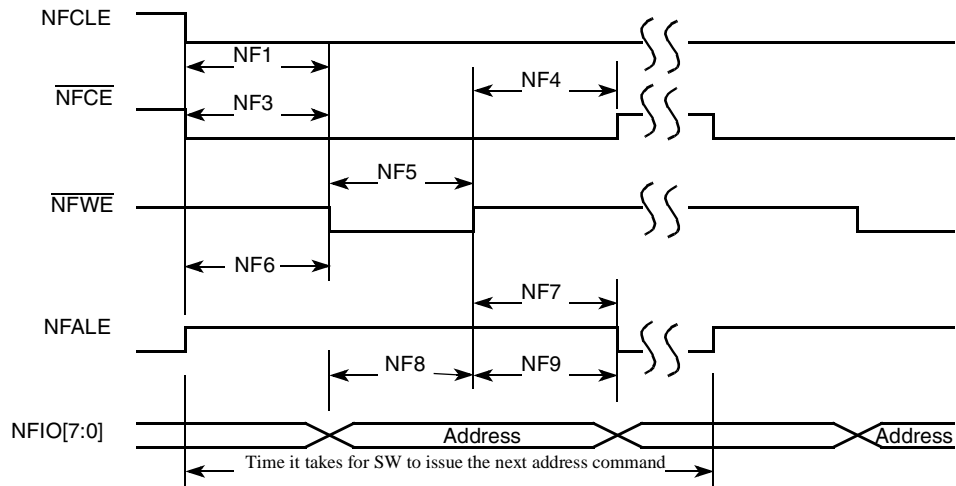 NFCLE
NF1
NF4
NFCE
NF3
NF5
NFWE
NF6
NF7
NFALE
NF8
NF9
NFIO[7:0]
Address
Address
Time it takes for SW to issue the next address command